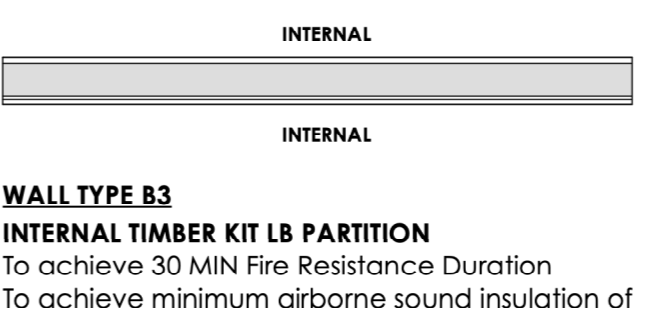 INTERNAL
INTERNAL
WALL TYPE B3
INTERNAL TIMBER KIT LB PARTITION
To achieve 30 MIN Fire Resistance Duration
To achieve minimum airborne sound insulation of